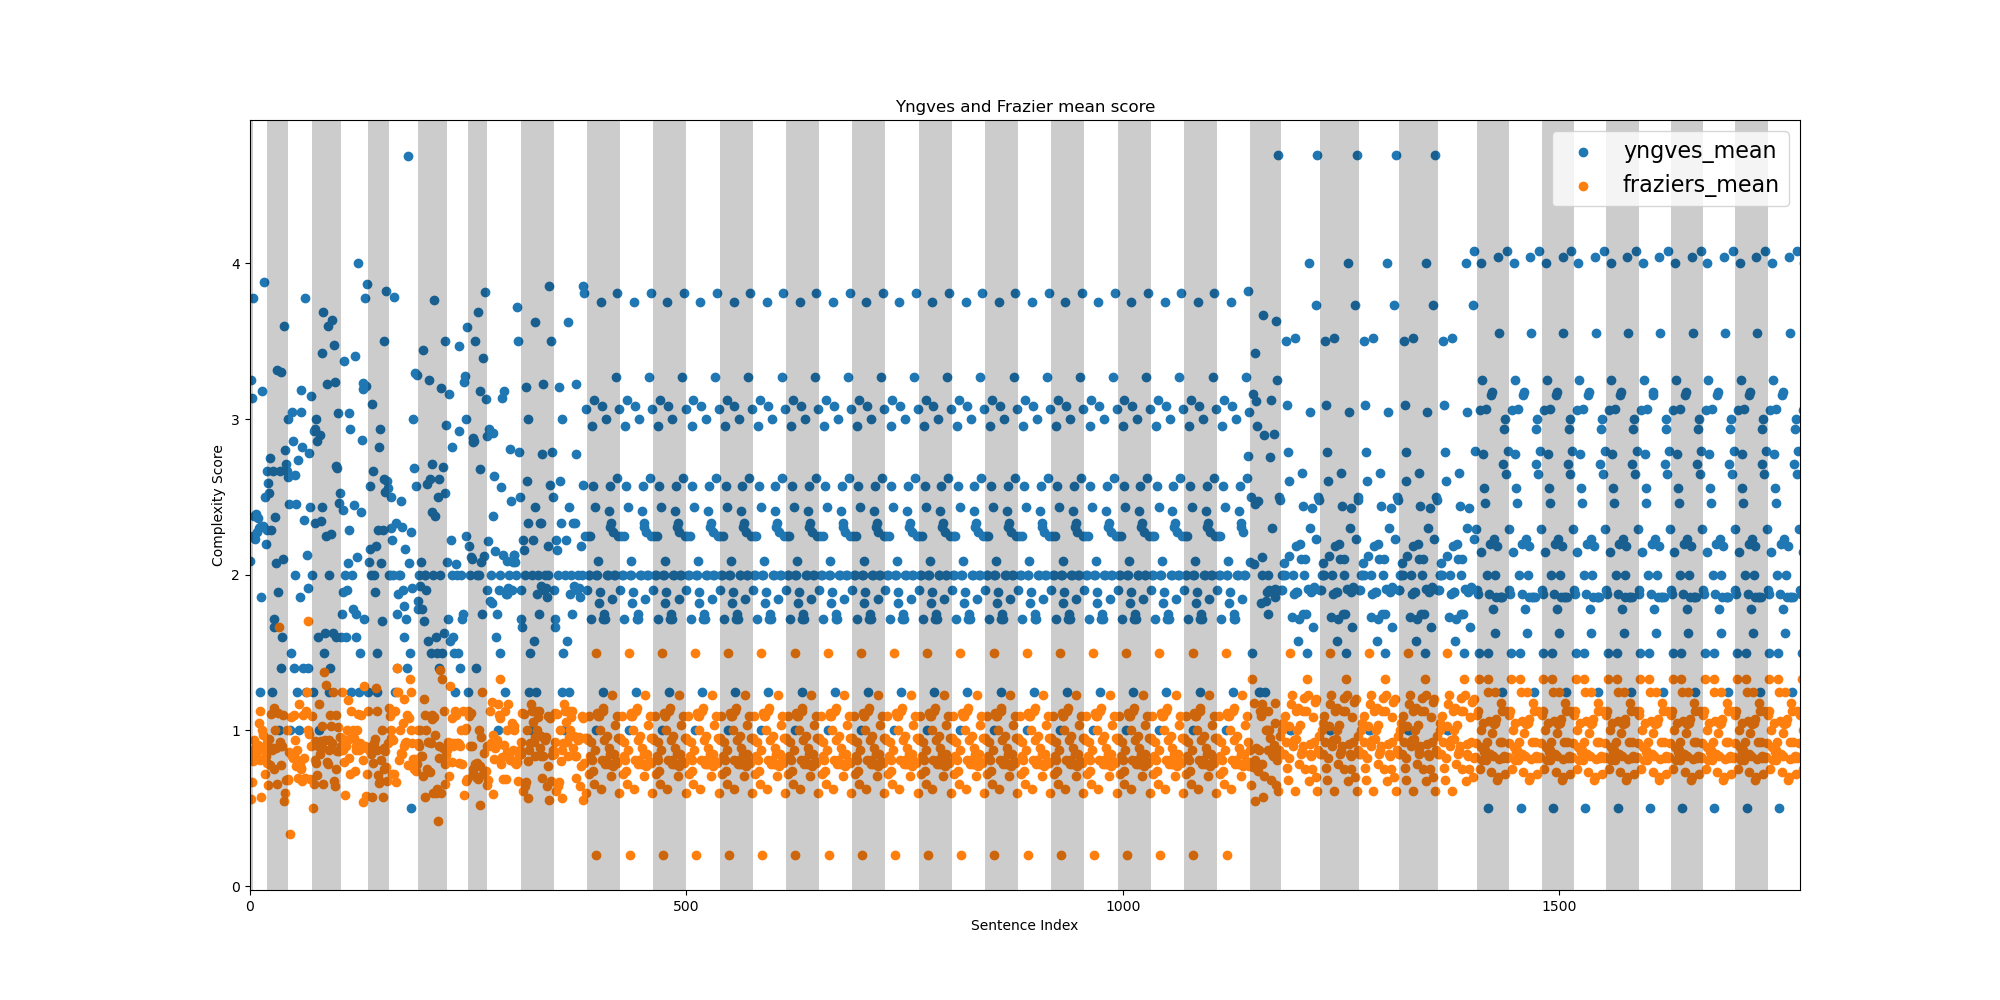 Yngves and Frazier mean score
yngves_mean
fraziers_mean
Complexity Score
4
3
2
1
0
0 500 1000 1500
Sentence Index